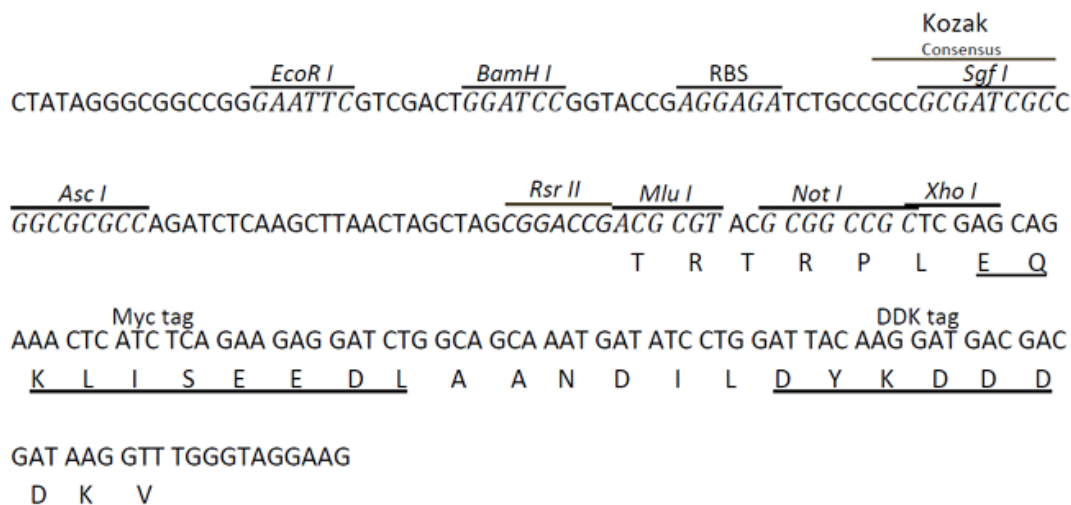 Kozak
Consensus
EcoR I BamH I RBS Sgf I
CTATAGGGCGGCCGGGAATTCGTCGACTGGATCCGGTACCGAGGAGATCTGCCGCCGCGATCGCC
Asc I Rsr II Mlu I Not I Xho I
GGCGCGCCAGATCTCAAGCTTAACTAGCTAGCGGACCGACG CGT ACG CGG CCG CTCGAG CAG
T R T R P L E Q
Myc tag DDK tag
AAA CTC ATC TCA GAA GAG GAT CTG GCA GCA AAT GAT ATC CTG GAT TAC AAG GAT GAC GAC
K L I S E E D L A A N D I L D Y K D D D
GAT AAG GTT TGGGTAGGAAG
D K V